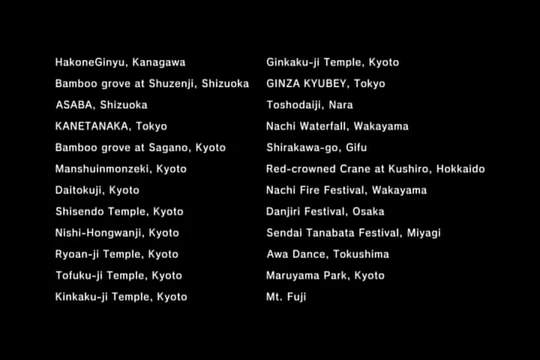 HakoneGinyu, Kanagawa
Bamboo grove at Shuzenji, Shizuoka
ASABA, Shizuoka
KANETANAKA, Tokyo
Bamboo grove at Sagano, Kyoto
Manshuinmonzeki, Kyoto
Daitokuji, Kyoto
Shisendo Temple, Kyoto
Nishi-Hongwanji, Kyoto
Ryoan-ji Temple, Kyoto
Tofuku-ji Temple, Kyoto
Kinkaku-ji Temple, Kyoto
Ginkaku-ji Temple, Kyoto
GINZA KYUBEY, Tokyo
Toshodaiji, Nara
Nachi Waterfall, Wakayama
Shirakawa-go, Gifu
Red-crowned Crane at Kushiro, Hokkaido
Nachi Fire Festival, Wakayama
Danjiri Festival, Osaka
Sendai Tanabata Festival, Miyagi
Awa Dance, Tokushima
Maruyama Park, Kyoto
Mt. Fuji